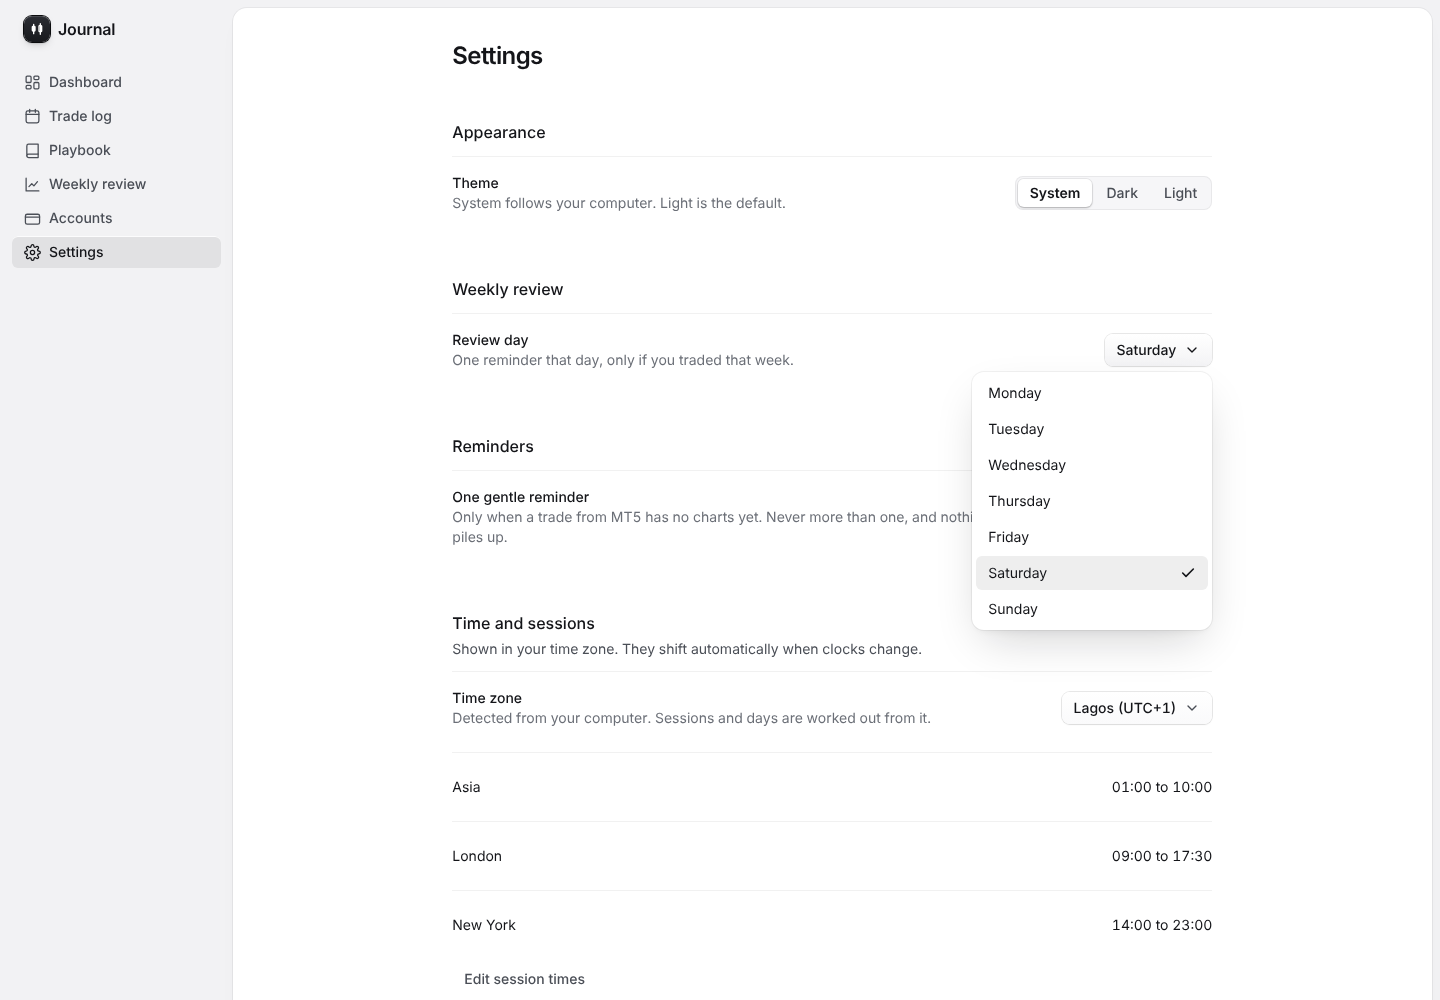 Journal
Dashboard
Trade log
Playbook
Weekly review
Accounts
Settings
Settings
Appearance
Theme
System follows your computer. Light is the default.
System
Dark
Light
Weekly review
Review day
One reminder that day, only if you traded that week.
Saturday
Monday
Tuesday
Wednesday
Thursday
Friday
Saturday
Sunday
Reminders
One gentle reminder
Only when a trade from MT5 has no charts yet. Never more than one, and
piles up.
Time and sessions
Shown in your time zone. They shift automatically when clocks change.
Time zone
Detected from your computer. Sessions and days are worked out from it.
Lagos (UTC+1)
Asia
01:00 to 10:00
London
09:00 to 17:30
New York
14:00 to 23:00
Edit session times